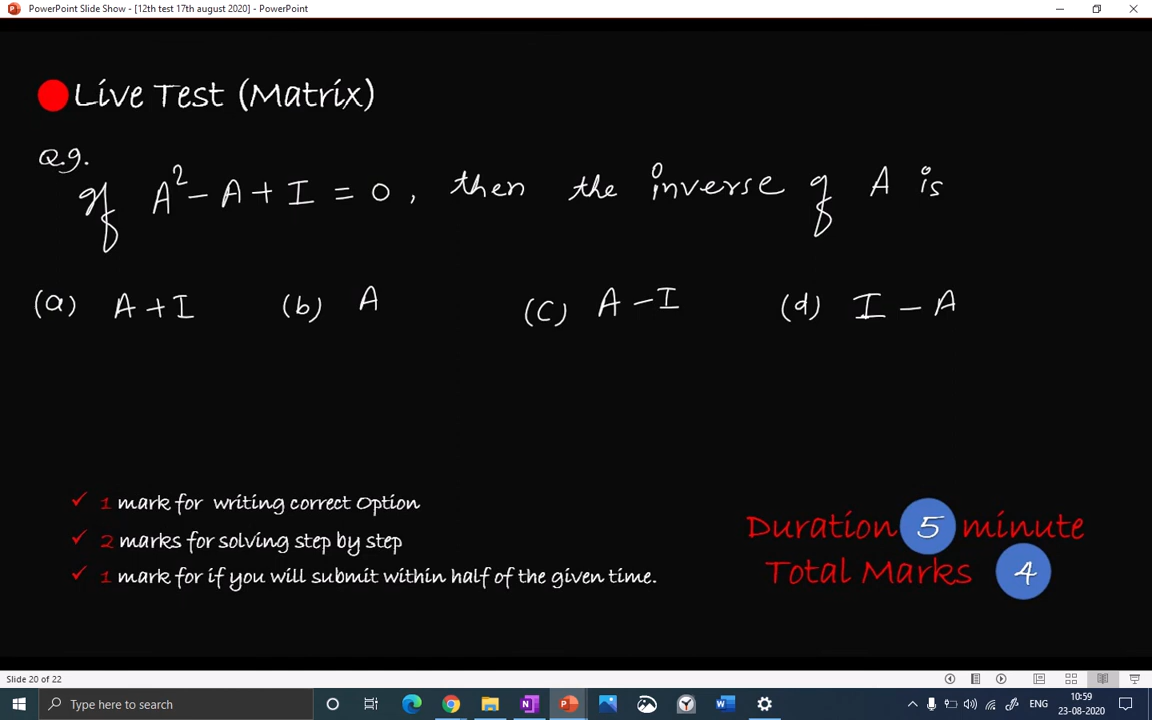 PowerPoint Slide Show - [12th test 17th august 2020] - PowerPoint
Live Test (Matrix)
Q.9.
If A² - A + I = 0, then the inverse of A is
(a) A + I (b) A (c) A - I (d) I - A
✓ 1 mark for writing correct Option
✓ 2 marks for solving step by step
✓ 1 mark for if you will submit within half of the given time.
Duration 5 minute
Total Marks 4
Slide 20 of 22
Type here to search
ENG
10:59
23-08-2020